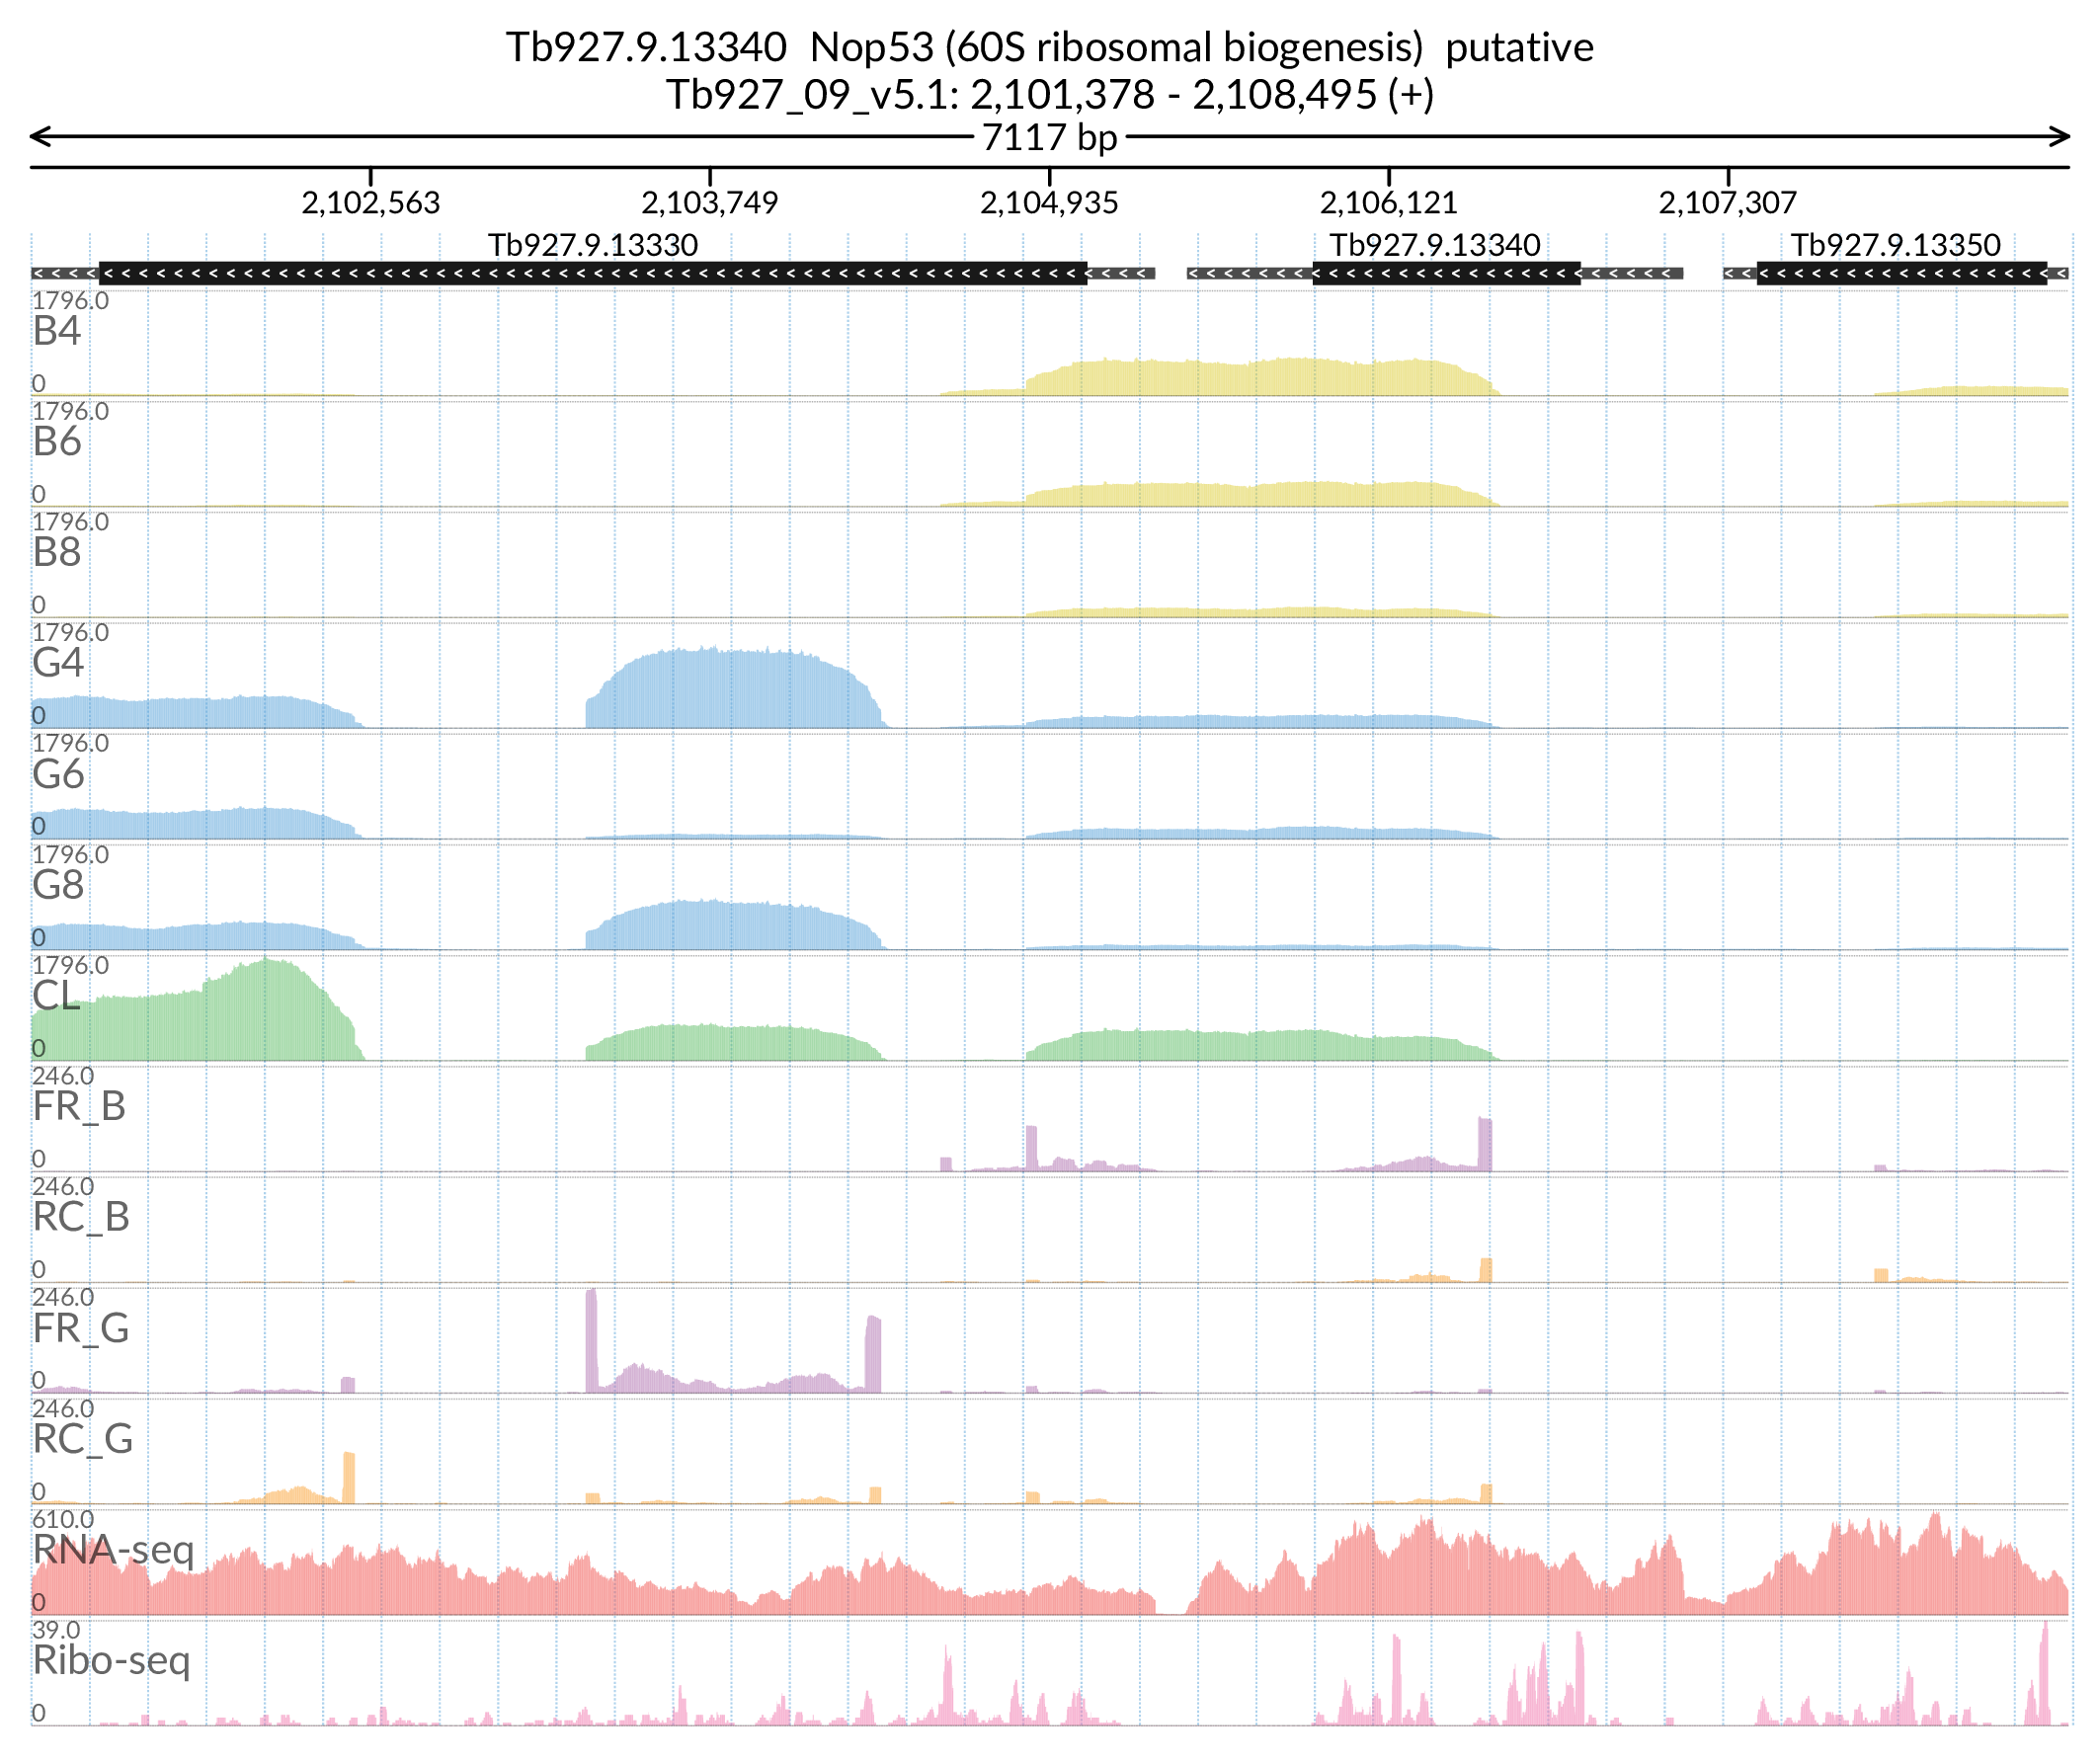 Tb927.9.13340  Nop53 (60S ribosomal biogenesis)  putative
Tb927_09_v5.1: 2,101,378 - 2,108,495 (+)
7117 bp
2,102,563 2,103,749 2,104,935 2,106,121 2,107,307
Tb927.9.13330 Tb927.9.13340 Tb927.9.13350
1796.0
B4
0
1796.0
B6
0
1796.0
B8
0
1796.0
G4
0
1796.0
G6
0
1796.0
G8
0
1796.0
CL
0
246.0
FR_B
0
246.0
RC_B
0
246.0
FR_G
0
246.0
RC_G
0
610.0
RNA-seq
0
39.0
Ribo-seq
0